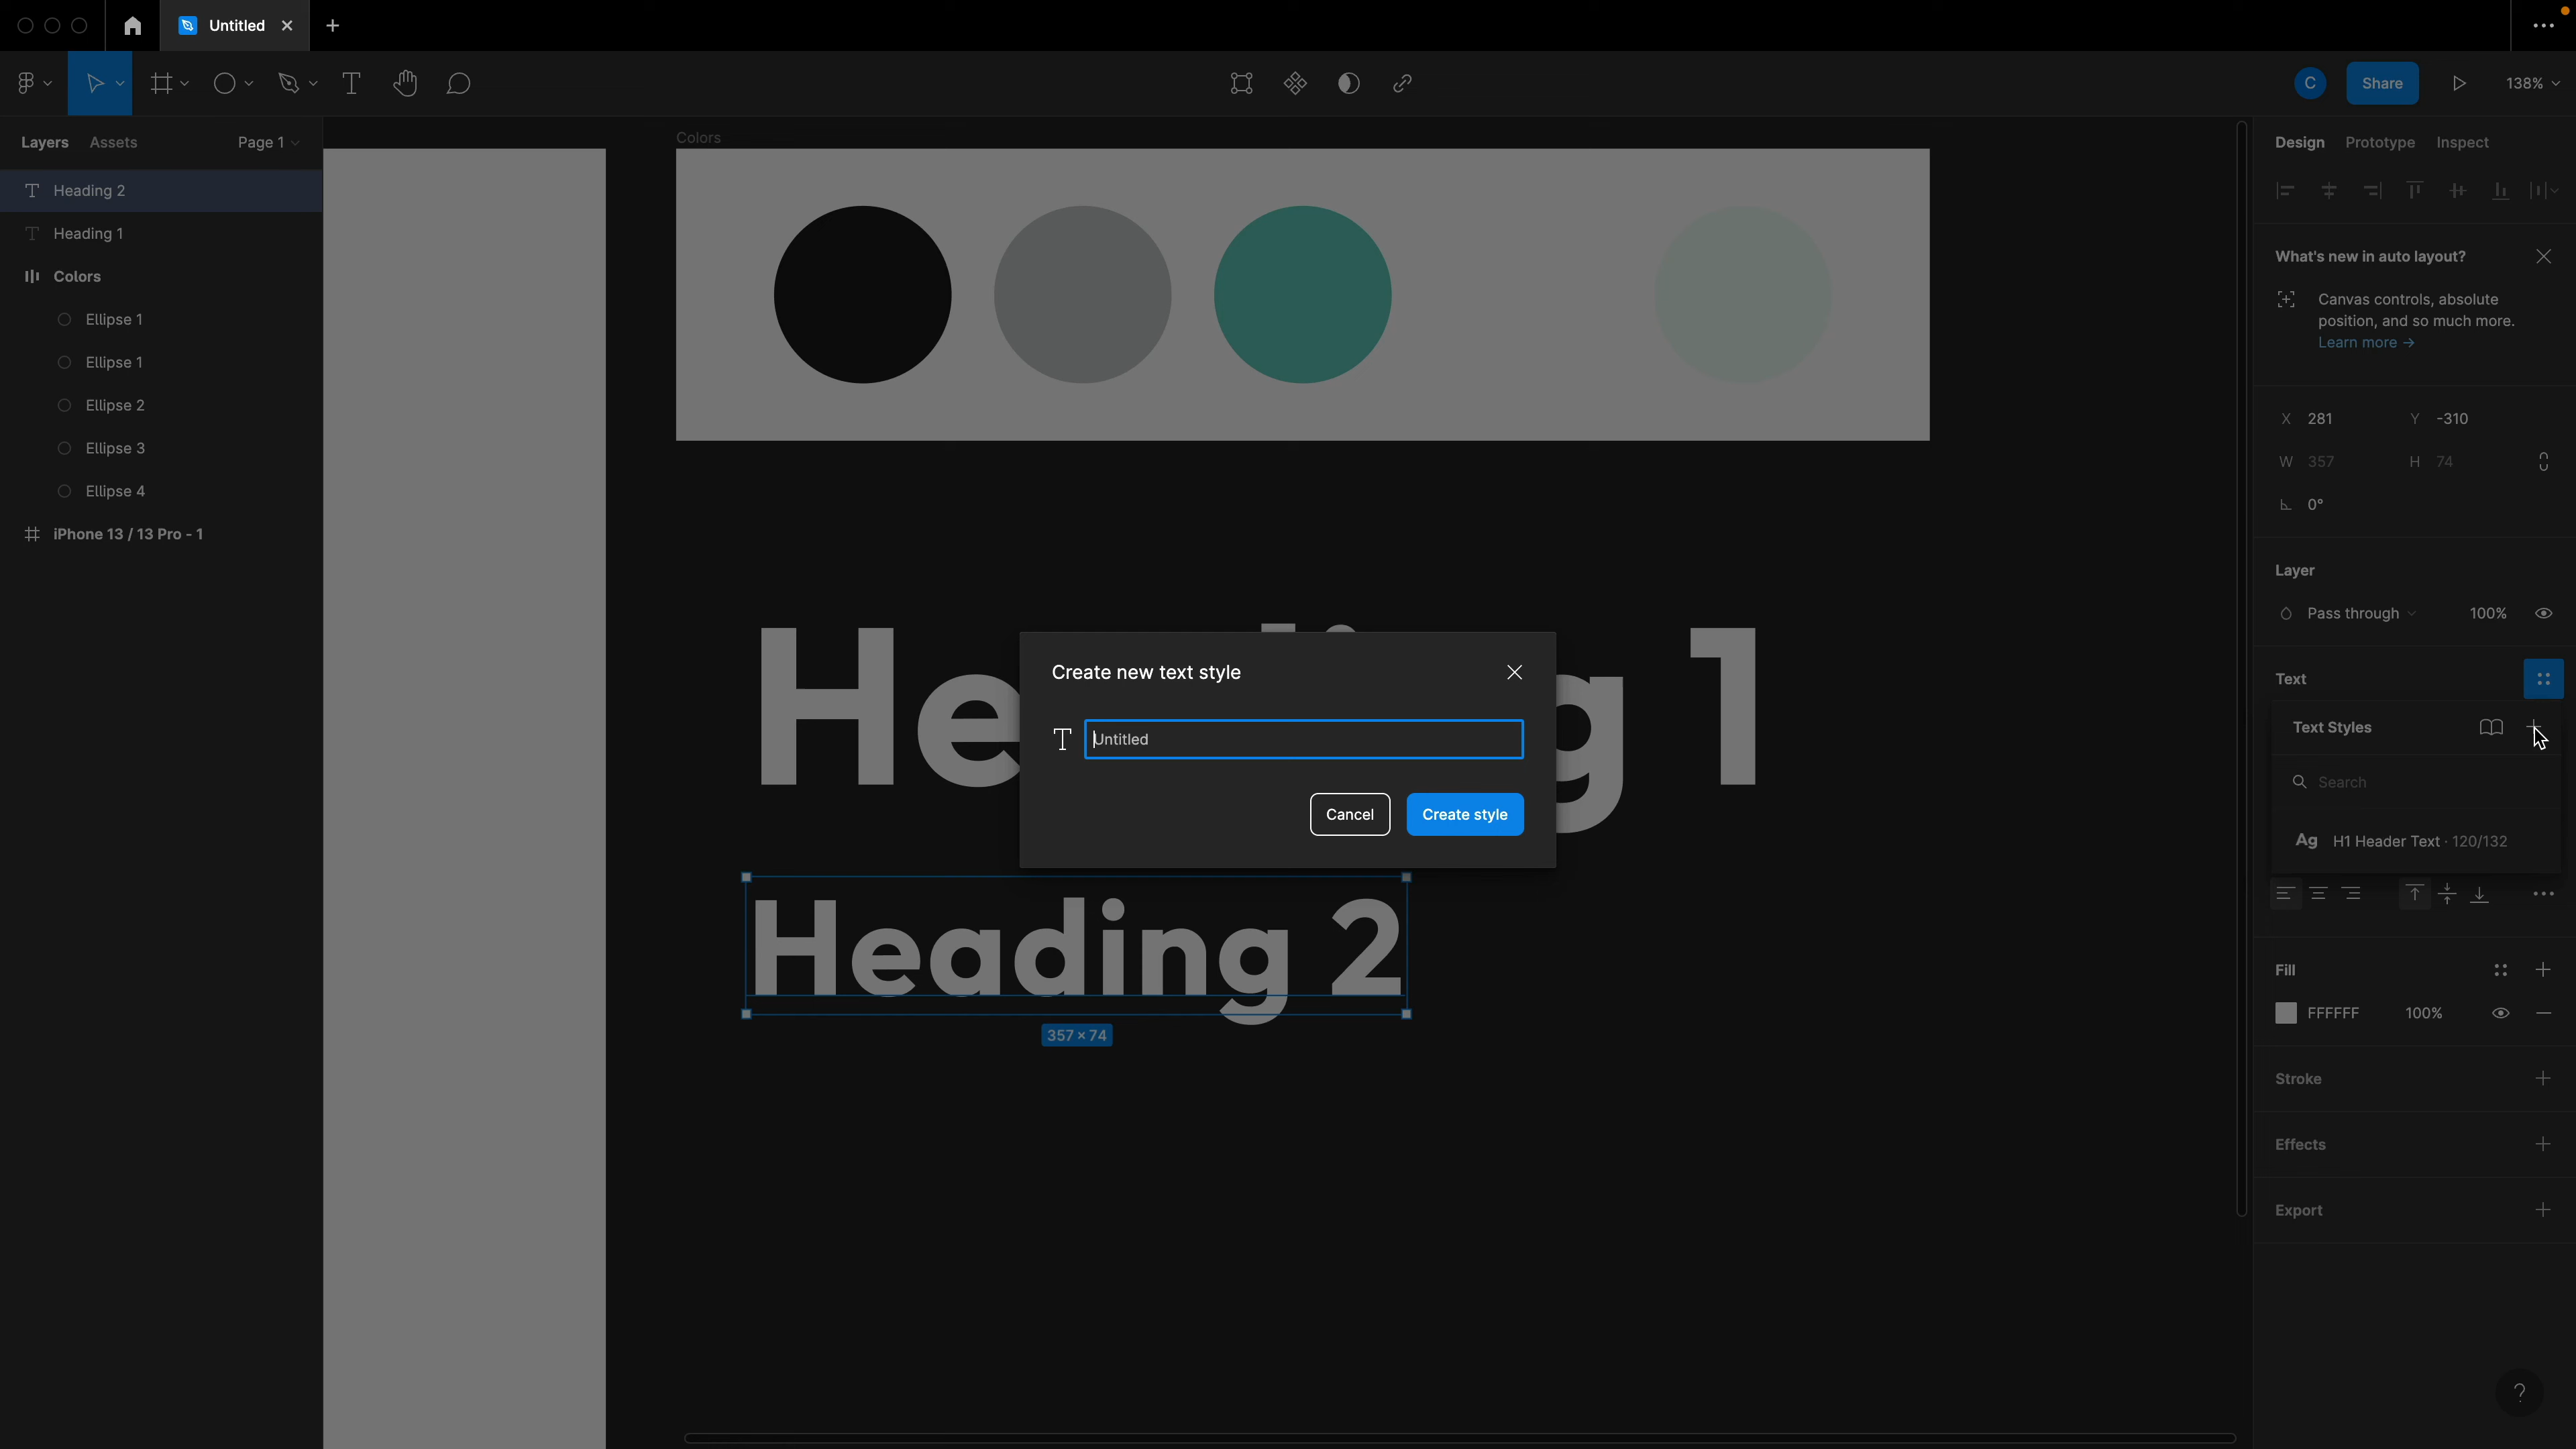 Untitled
C
Share
138%
Layers
Assets
Page 1
Heading 2
Heading 1
Colors
Ellipse 1
Ellipse 1
Ellipse 2
Ellipse 3
Ellipse 4
iPhone 13 / 13 Pro - 1
Colors
Create new text style
Untitled
Cancel
Create style
Heading 2
357 × 74
Design
Prototype
Inspect
What's new in auto layout?
Canvas controls, absolute
position, and so much more.
Learn more →
X 281
Y -310
W 357
H 74
0°
Layer
Pass through
100%
Text
Text Styles
Search
Ag H1 Header Text · 120/132
Fill
FFFFFF
100%
Stroke
Effects
Export
?